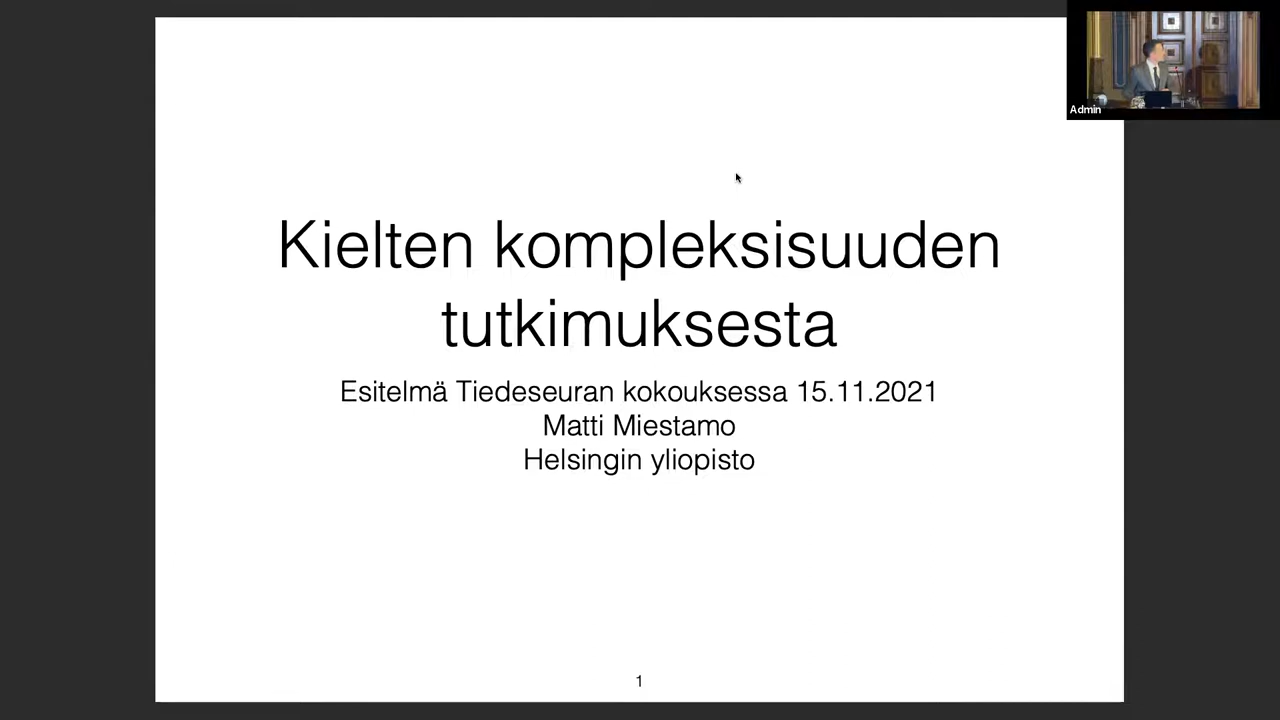 Kielten kompleksisuuden
tutkimuksesta
Esitelmä Tiedeseuran kokouksessa 15.11.2021
Matti Miestamo
Helsingin yliopisto
1
Admin